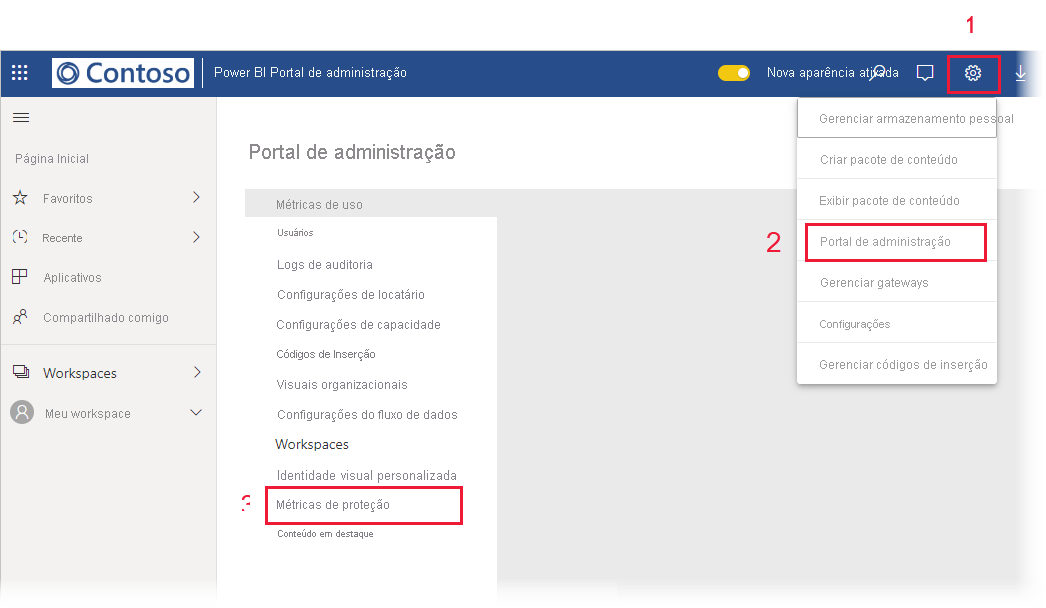 1
Contoso
Power BI Portal de administração
Nova aparência ativada
Página Inicial
Favoritos
Recente
Aplicativos
Compartilhado comigo
Workspaces
Meu workspace
Portal de administração
Métricas de uso
Usuários
Logs de auditoria
Configurações de locatário
Configurações de capacidade
Códigos de Inserção
Visuais organizacionais
Configurações do fluxo de dados
Workspaces
Identidade visual personalizada
3
Métricas de proteção
Conteúdo em destaque
Gerenciar armazenamento pessoal
Criar pacote de conteúdo
Exibir pacote de conteúdo
2
Portal de administração
Gerenciar gateways
Configurações
Gerenciar códigos de inserção